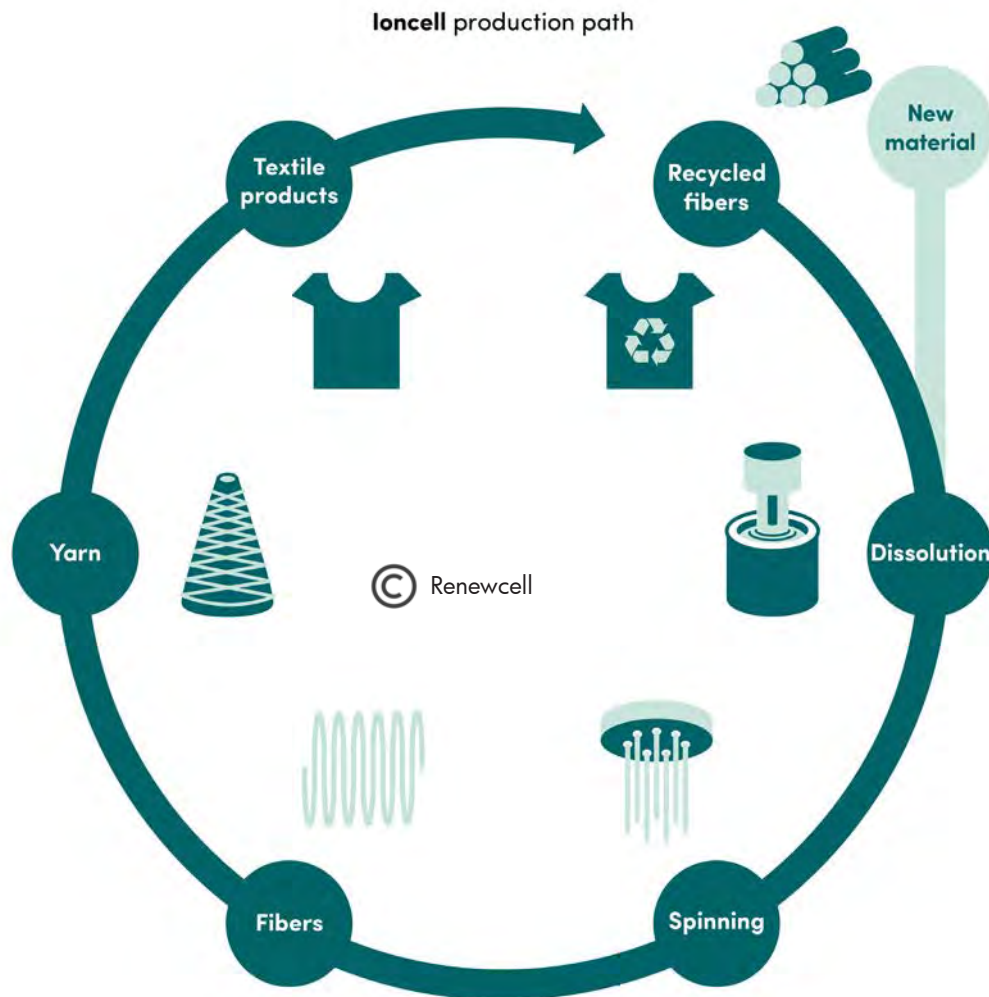 Ioncell production path
New
material
Textile
products
Recycled
fibers
Yarn
© Renewcell
Dissolution
Fibers
Spinning